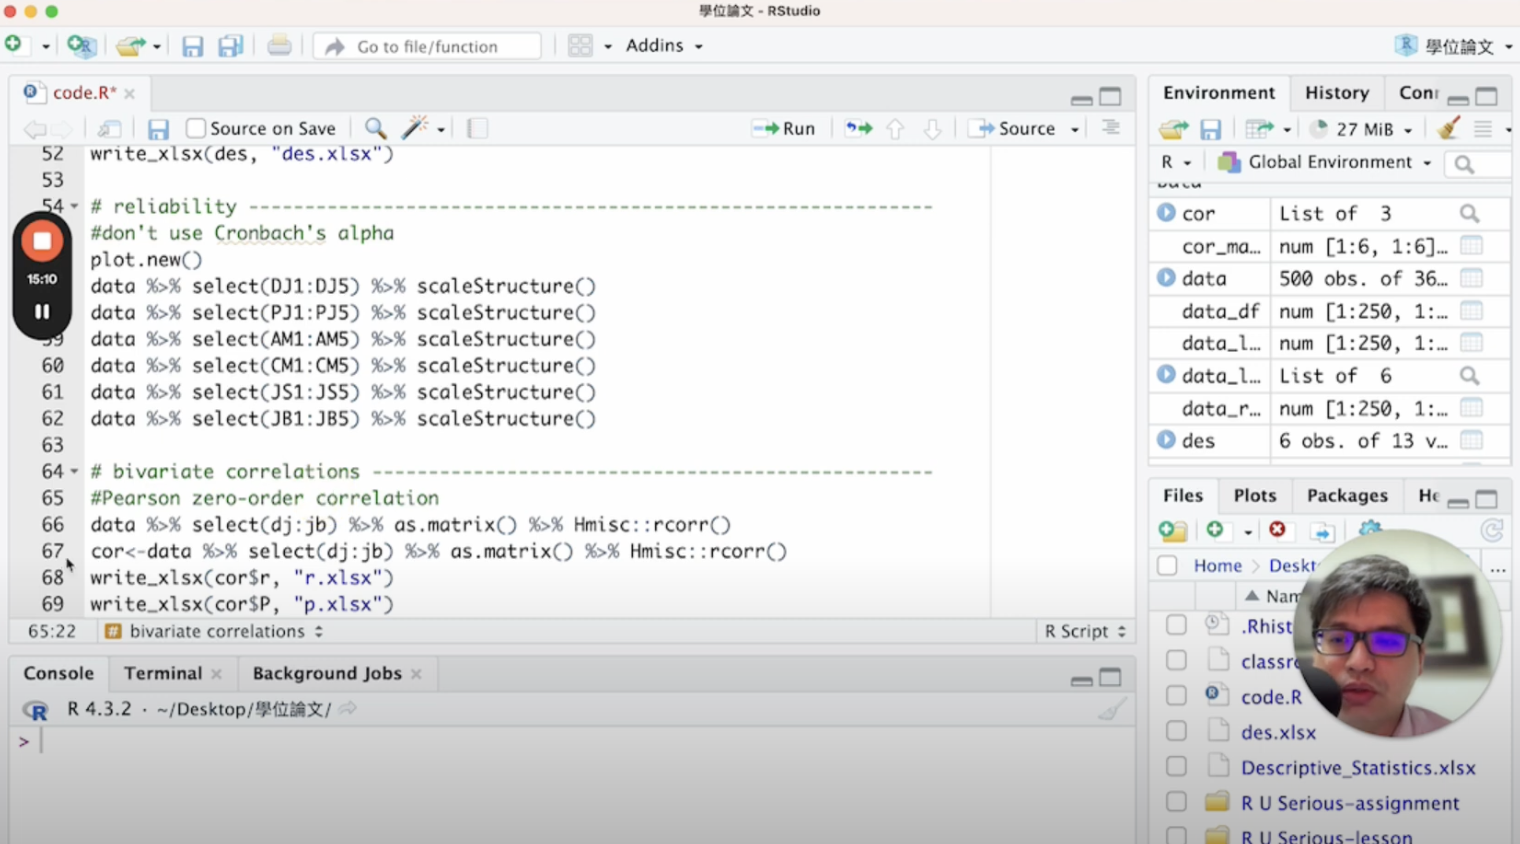 學位論文 - RStudio
Go to file/function
Addins
學位論文
code.R*
Source on Save
Run
Source
52 write_xlsx(des, "des.xlsx")
53
54 # reliability ----------------------------------------------------------------
#don't use Cronbach's alpha
plot.new()
data %>% select(DJ1:DJ5) %>% scaleStructure()
data %>% select(PJ1:PJ5) %>% scaleStructure()
59 data %>% select(AM1:AM5) %>% scaleStructure()
60 data %>% select(CM1:CM5) %>% scaleStructure()
61 data %>% select(JS1:JS5) %>% scaleStructure()
62 data %>% select(JB1:JB5) %>% scaleStructure()
63
64 # bivariate correlations --------------------------------------------------
65 #Pearson zero-order correlation
66 data %>% select(dj:jb) %>% as.matrix() %>% Hmisc::rcorr()
67 cor<-data %>% select(dj:jb) %>% as.matrix() %>% Hmisc::rcorr()
68 write_xlsx(cor$r, "r.xlsx")
69 write_xlsx(cor$P, "p.xlsx")
15:10
65:22 # bivariate correlations R Script
Console Terminal Background Jobs
R 4.3.2 · ~/Desktop/學位論文/
>
Environment History Con
27 MiB
R Global Environment
Data
cor List of 3
cor_ma… num [1:6, 1:6]…
data 500 obs. of 36…
data_df num [1:250, 1:…
data_l… num [1:250, 1:…
data_l… List of 6
data_r… num [1:250, 1:…
des 6 obs. of 13 v…
Files Plots Packages He
Home > Deskt ...
Nam
.Rhist
classro
code.R
des.xlsx
Descriptive_Statistics.xlsx
R U Serious-assignment
R U Serious-lesson